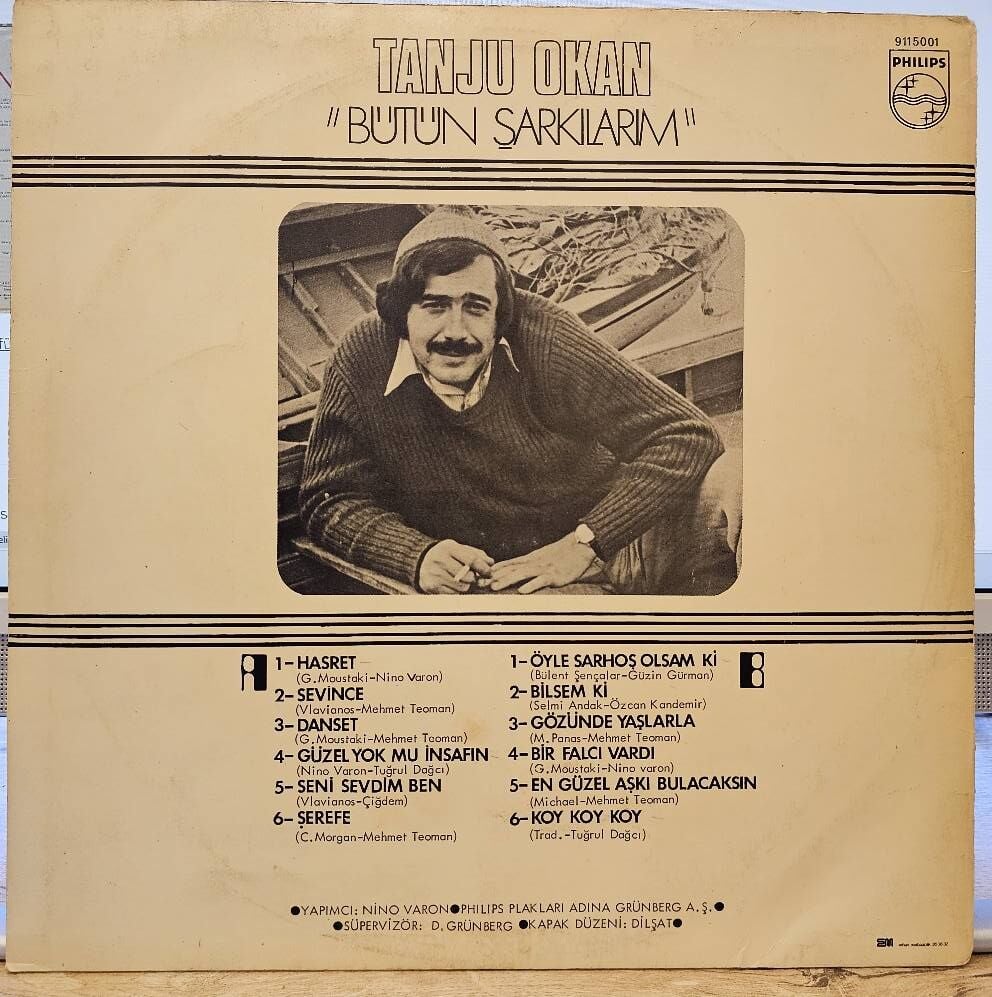 TANJU OKAN
"BÜTÜN ŞARKILARIM"
9115001
PHILIPS
A
1-HASRET
(G. Moustaki-Nino Varon)
2-SEVİNCE
(Vlavianos-Mehmet Teoman)
3-DANSET
(G. Moustaki-Mehmet Teoman)
4-GÜZEL YOK MU İNSAFIN
(Nino Varon-Tuğrul Dağcı)
5-SENİ SEVDİM BEN
(Vlavianos-Çiğdem)
6-ŞEREFE
(C. Morgan-Mehmet Teoman)
B
1-ÖYLE SARHOŞ OLSAM Kİ
(Bülent Şençalar-Güzin Gürman)
2-BİLSEM Kİ
(Selmi Andak-Özcan Kandemir)
3-GÖZÜNDE YAŞLARLA
(M. Panas-Mehmet Teoman)
4-BİR FALCI VARDI
(G. Moustaki-Nino varon)
5-EN GÜZEL AŞKI BULACAKSIN
(Michael-Mehmet Teoman)
6-KOY KOY KOY
(Trad.-Tuğrul Dağcı)
●YAPIMCI: NİNO VARON●PHILIPS PLAKLARI ADINA GRÜNBERG A.Ş.●
●SÜPERVİZÖR: D. GRÜNBERG ●KAPAK DÜZENİ: DİLŞAT●